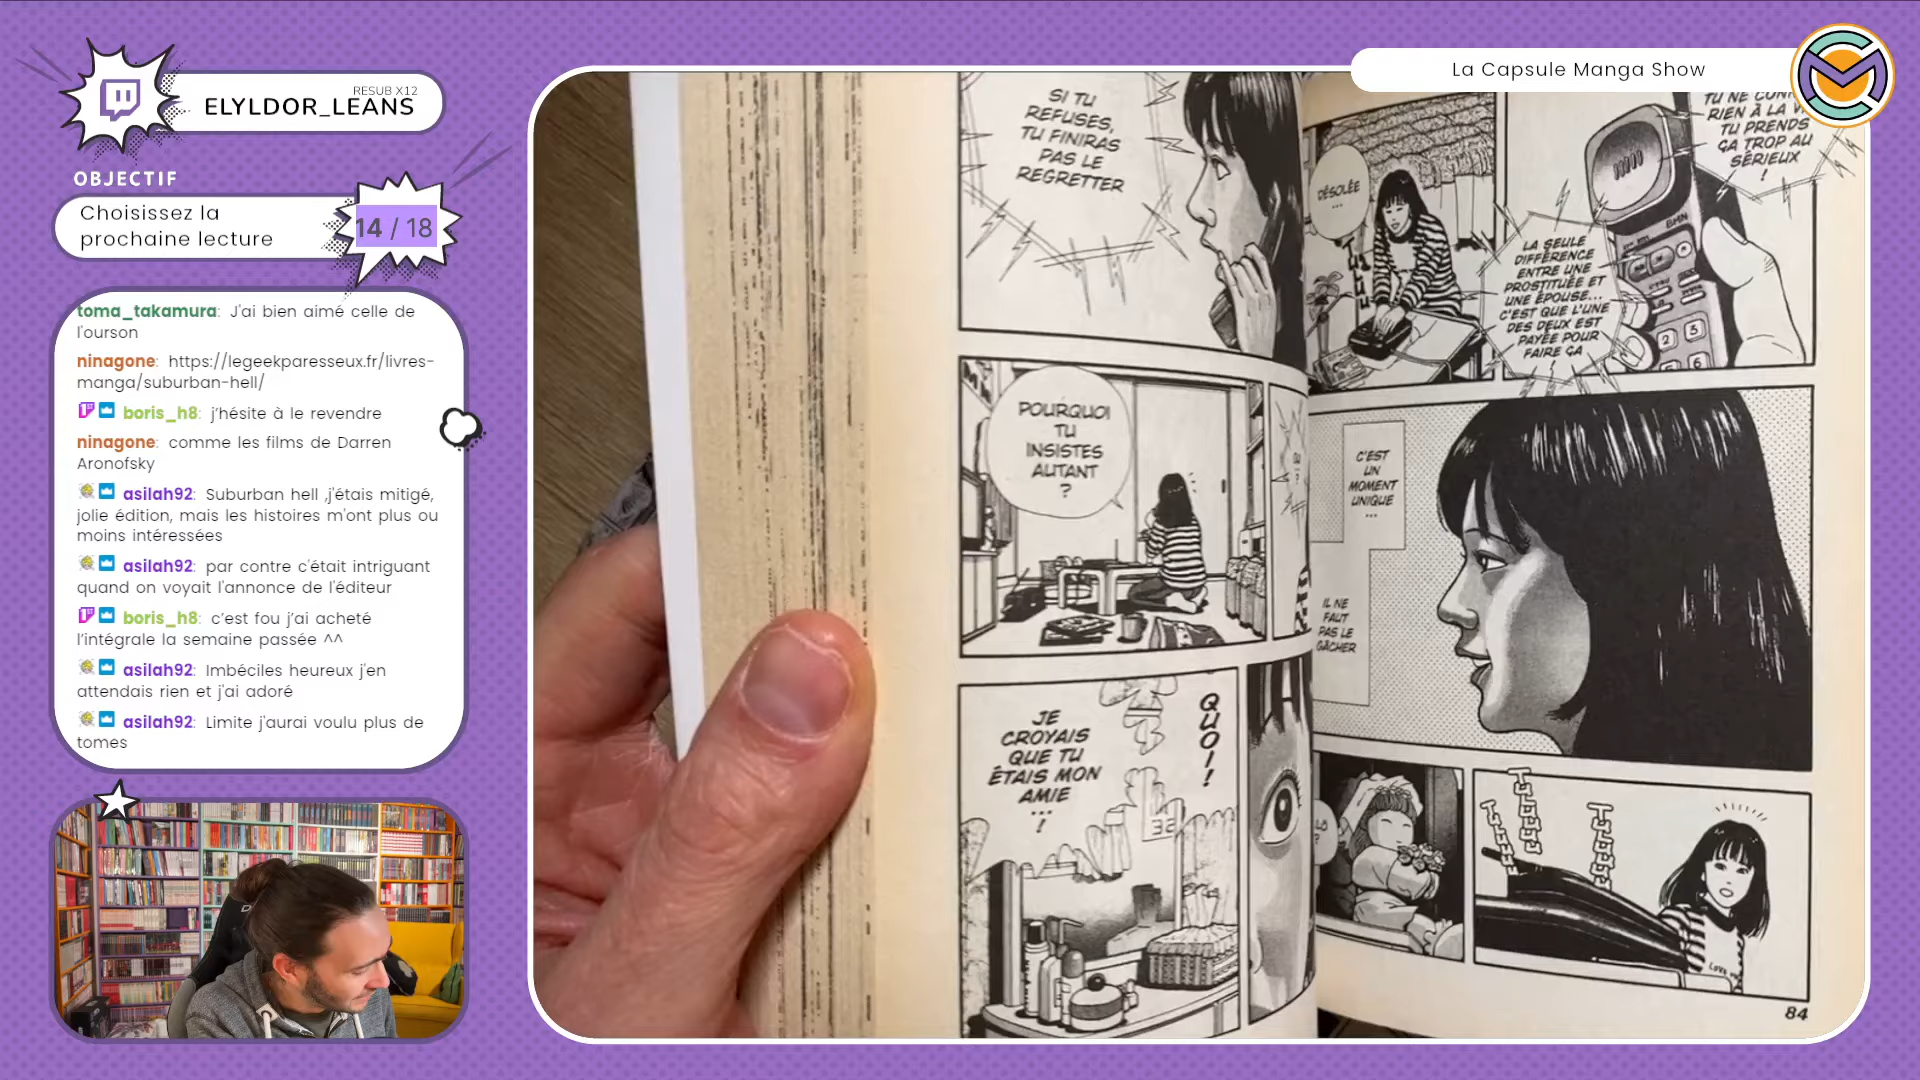 La Capsule Manga Show
RESUB X12
ELYLDOR_LEANS
OBJECTIF
Choisissez la
prochaine lecture
14 / 18
toma_takamura: J'ai bien aimé celle de
l'ourson
ninagone: https://legeekparesseux.fr/livres-
manga/suburban-hell/
boris_h8: j'hésite à le revendre
ninagone: comme les films de Darren
Aronofsky
asilah92: Suburban hell ,j'étais mitigé,
jolie édition, mais les histoires m'ont plus ou
moins intéressées
asilah92: par contre c'était intriguant
quand on voyait l'annonce de l'éditeur
boris_h8: c'est fou j'ai acheté
l'intégrale la semaine passée ^^
asilah92: Imbéciles heureux j'en
attendais rien et j'ai adoré
asilah92: Limite j'aurai voulu plus de
tomes
SI TU
REFUSES,
TU FINIRAS
PAS LE
REGRETTER
POURQUOI
TU
INSISTES
AUTANT
?
JE
CROYAIS
QUE TU
ÉTAIS MON
AMIE
...
!
QUOI!
DÉSOLÉE
...
TU NE
RIEN À LA
TU PRENDS
ÇA TROP AU
SÉRIEUX
!
LA SEULE
DIFFÉRENCE
ENTRE UNE
PROSTITUÉE ET
UNE ÉPOUSE...
C'EST QUE L'UNE
DES DEUX EST
PAYÉE POUR
FAIRE ÇA
!
C'EST
UN
MOMENT
UNIQUE
...
IL NE
FAUT
PAS LE
GÂCHER
84